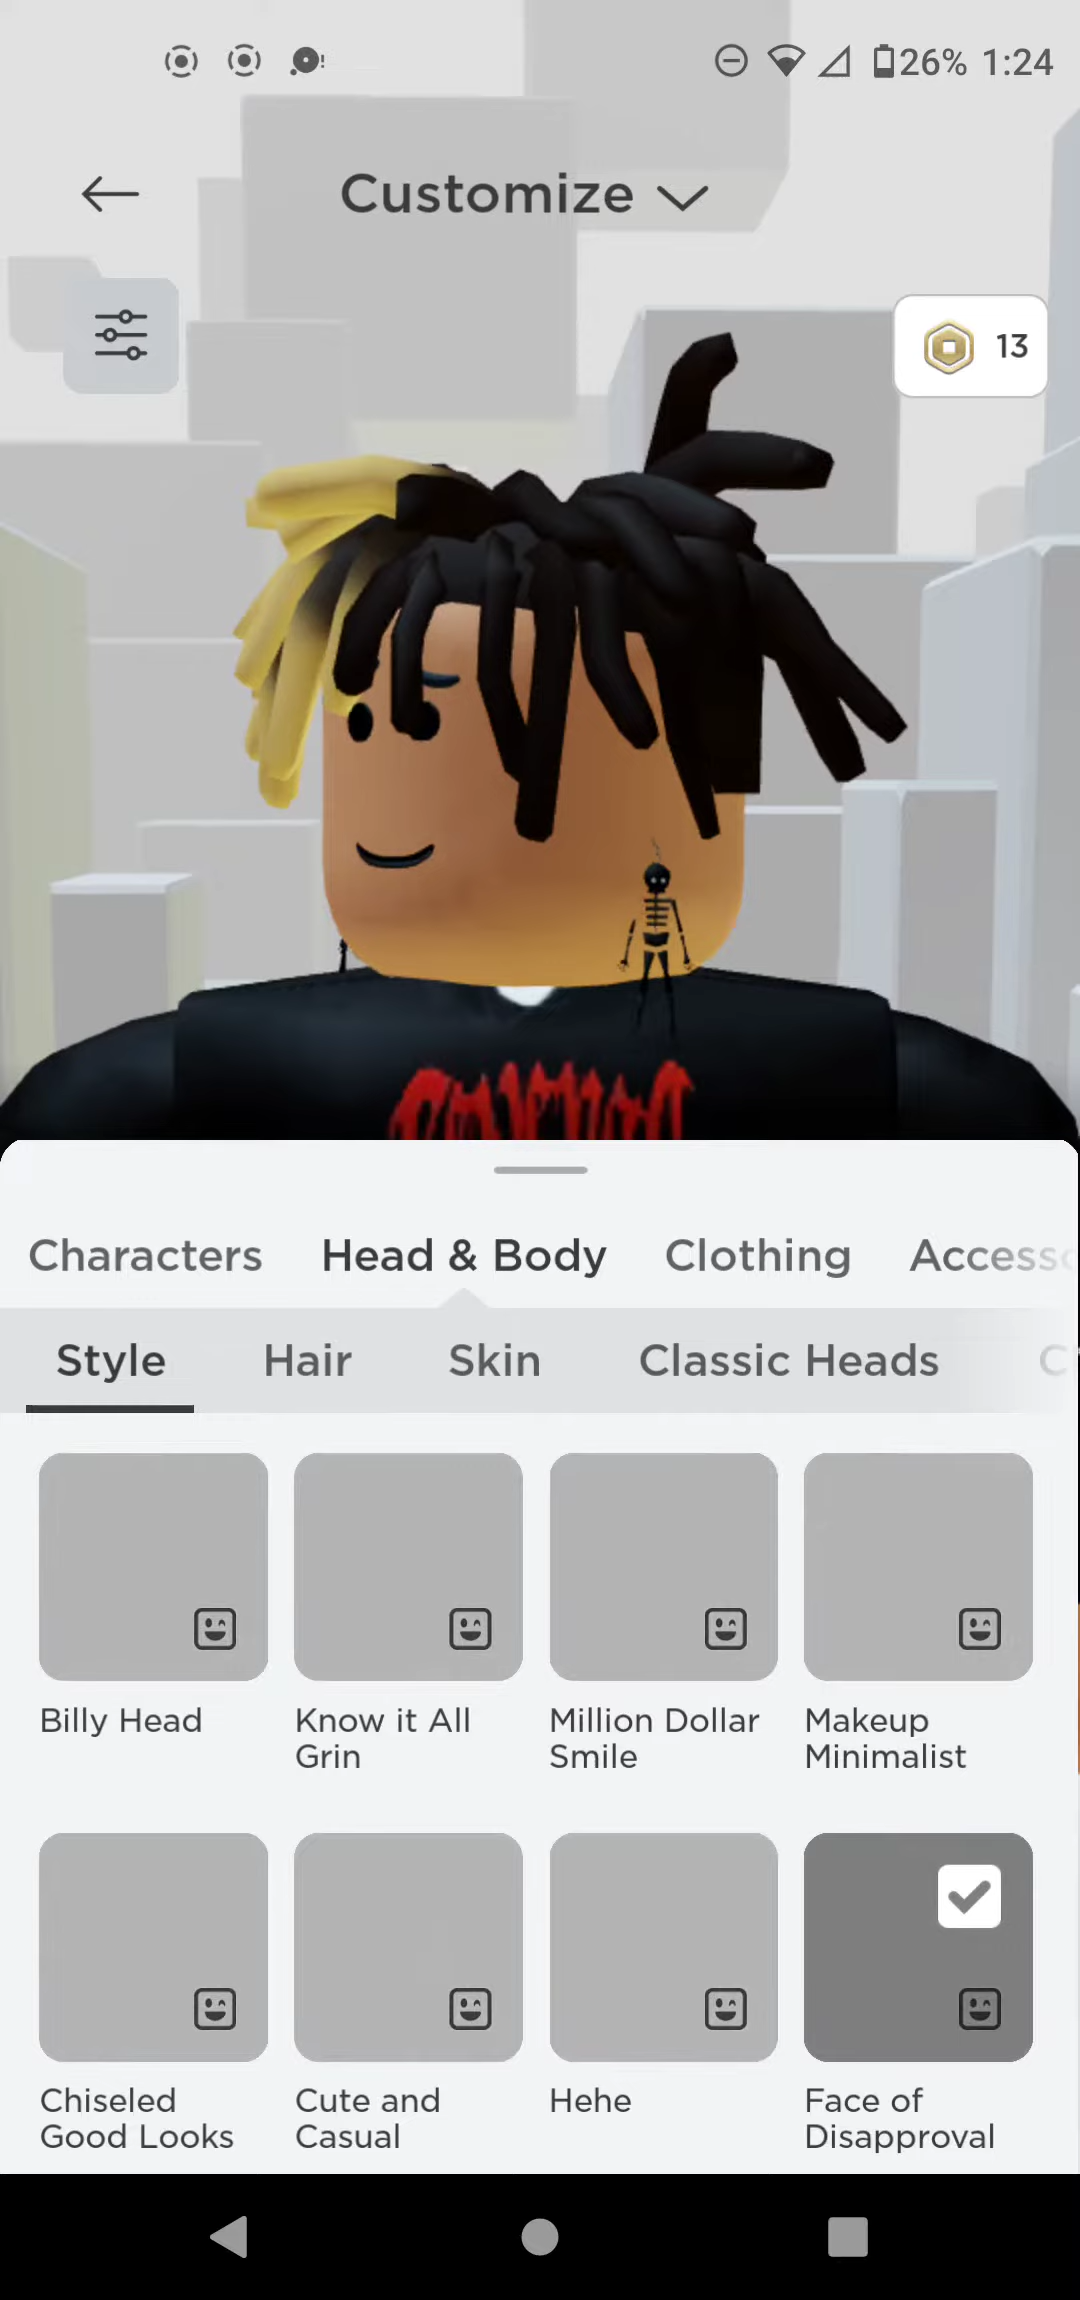 26% 1:24
Customize
13
Characters Head & Body Clothing Accesso
Style Hair Skin Classic Heads C
Billy Head Know it All Grin Million Dollar Smile Makeup Minimalist
Chiseled Good Looks Cute and Casual Hehe Face of Disapproval